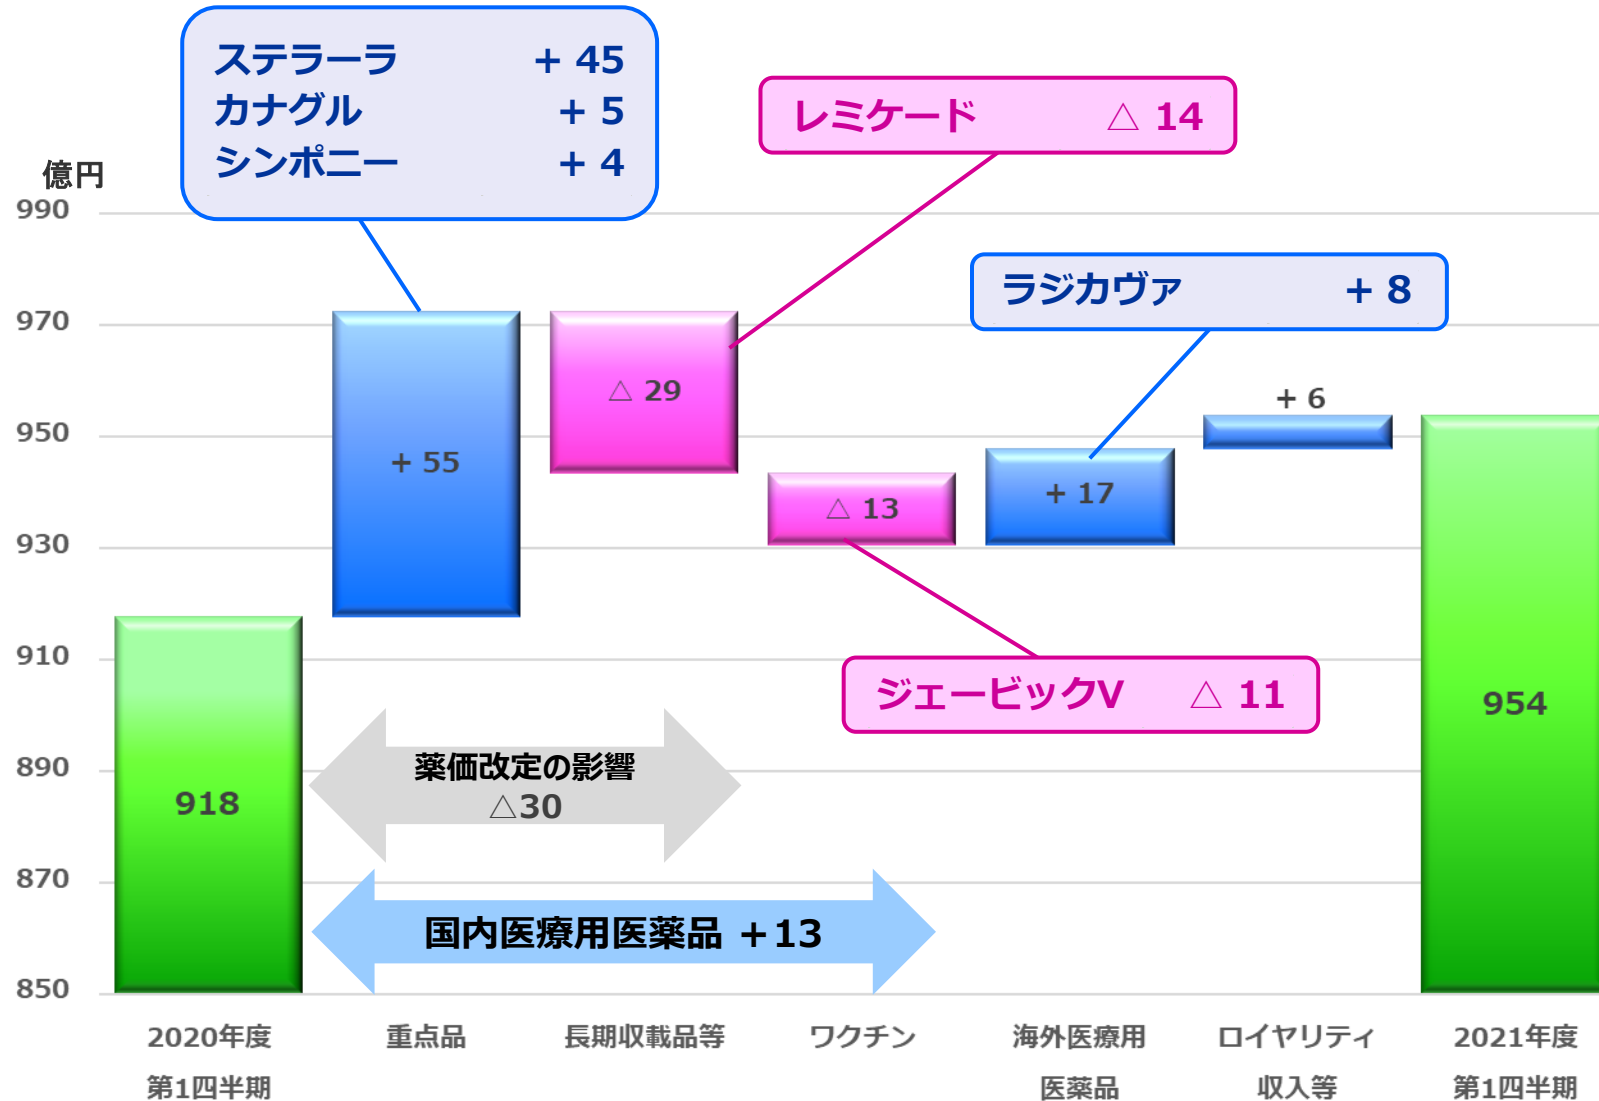 ステラーラ + 45
カナグル + 5
シンポニー + 4
レミケード △ 14
億円
990
ラジカヴァ + 8
970
△ 29
+ 6
950
+ 55
+ 17
△ 13
930
910
ジェービックV △ 11
954
薬価改定の影響
△30
890
918
870
国内医療用医薬品 +13
850
2020年度
第1四半期
重点品
長期収載品等
ワクチン
海外医療用
医薬品
ロイヤリティ
収入等
2021年度
第1四半期